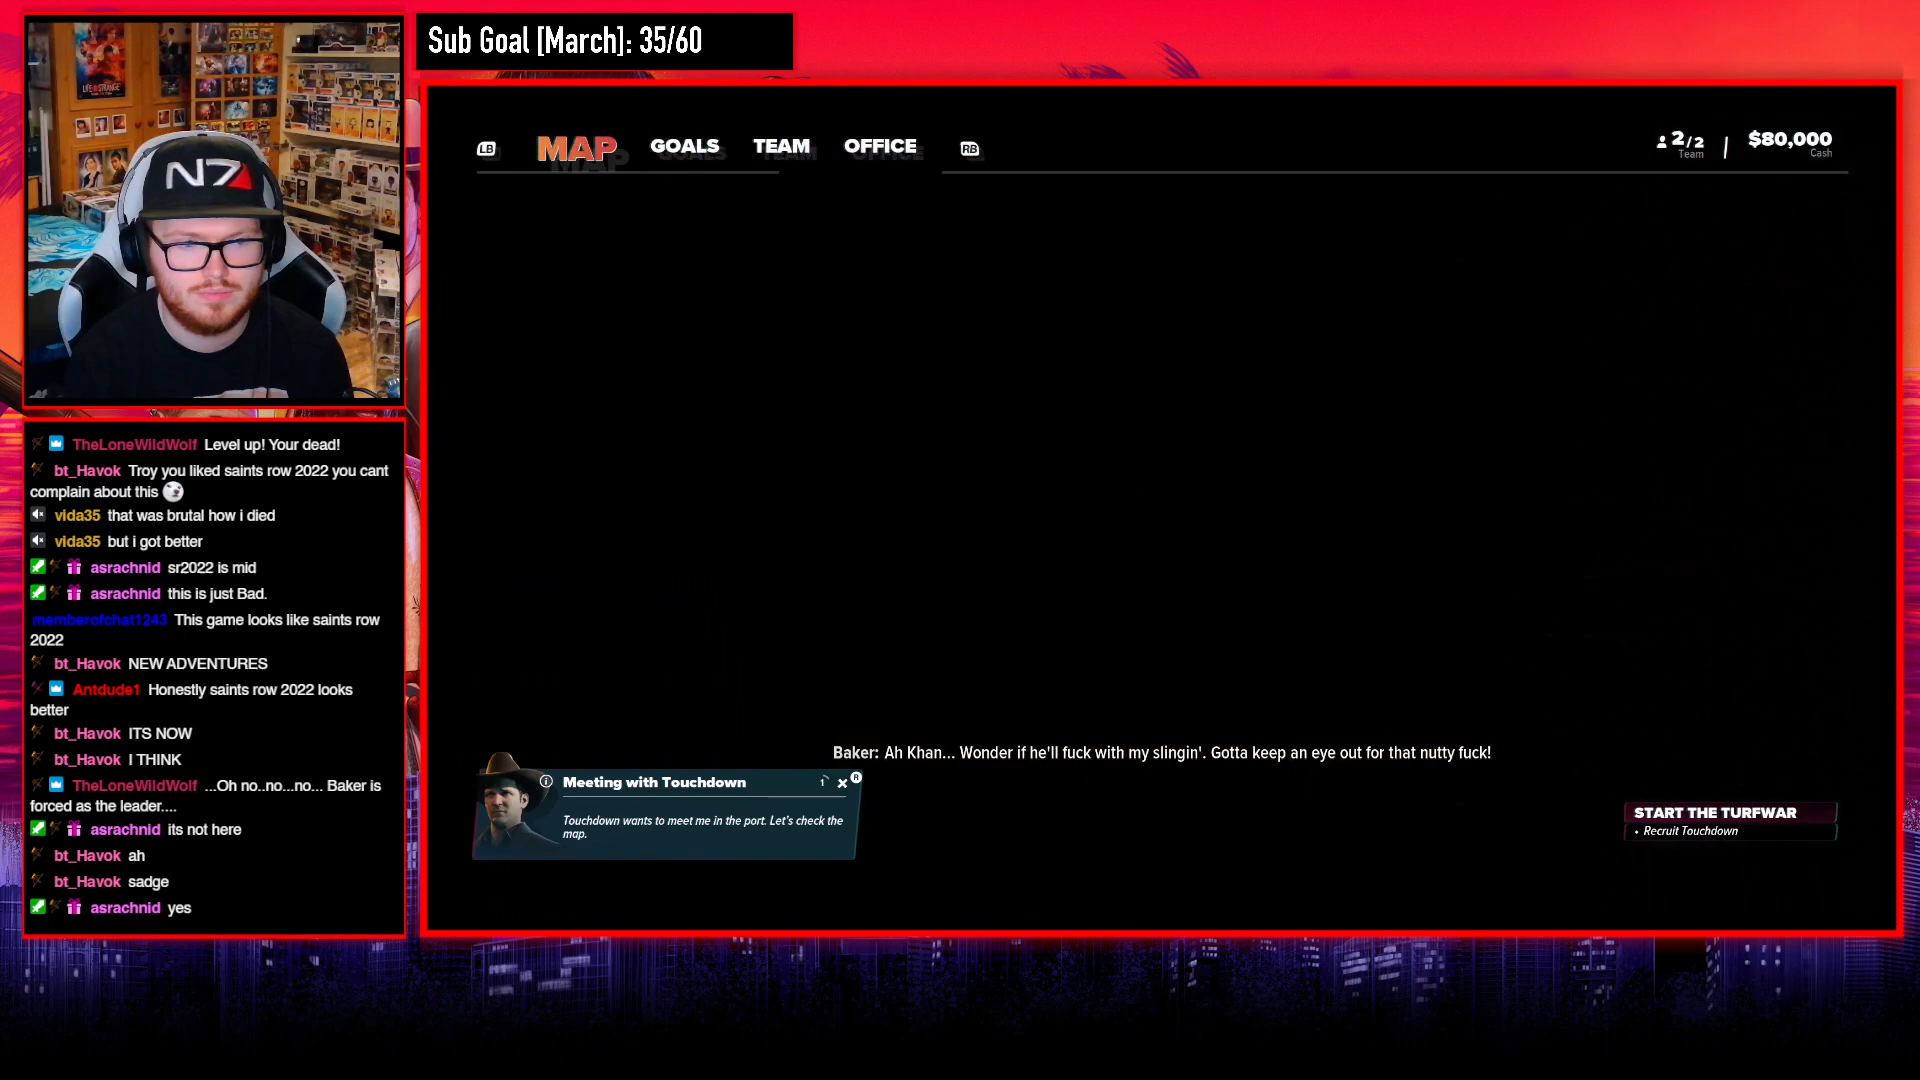 Sub Goal [March]: 35/60
LIFE IS STRANGE
N7
LB
MAP
GOALS
TEAM
OFFICE
RB
2/2
Team
$80,000
Cash
TheLoneWildWolf Level up! Your dead!
bt_Havok Troy you liked saints row 2022 you cant
complain about this
vida35 that was brutal how i died
vida35 but i got better
asrachnid sr2022 is mid
asrachnid this is just Bad.
memberofchat1243 This game looks like saints row
2022
bt_Havok NEW ADVENTURES
Antdude1 Honestly saints row 2022 looks
better
bt_Havok ITS NOW
bt_Havok I THINK
TheLoneWildWolf ...Oh no..no...no... Baker is
forced as the leader....
asrachnid its not here
bt_Havok ah
bt_Havok sadge
asrachnid yes
Baker: Ah Khan... Wonder if he'll fuck with my slingin'. Gotta keep an eye out for that nutty fuck!
Meeting with Touchdown
1
R
Touchdown wants to meet me in the port. Let's check the
map.
START THE TURFWAR
• Recruit Touchdown